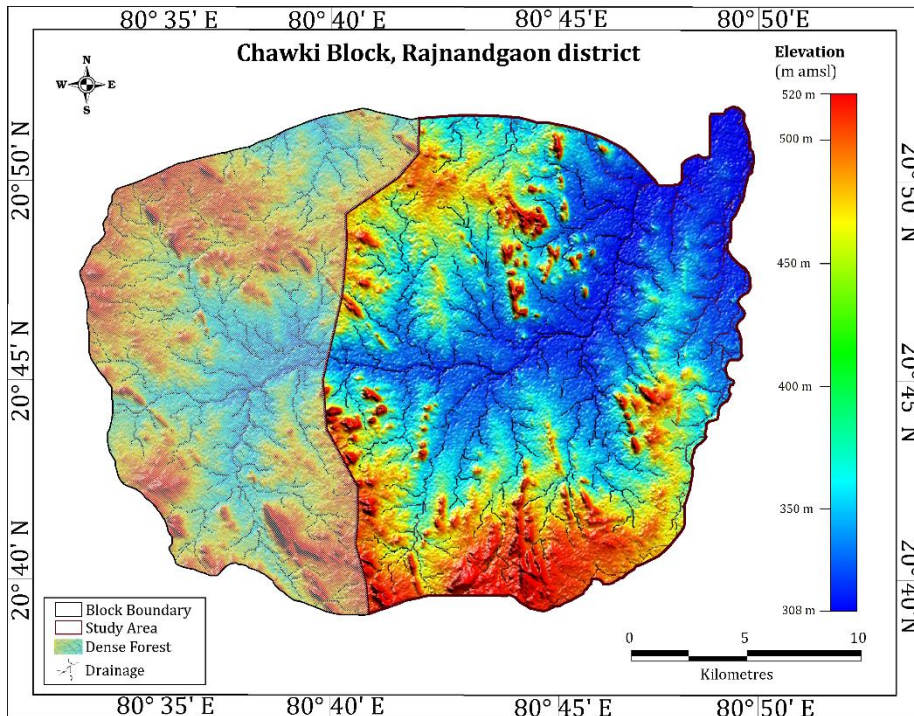 80° 35' E 80° 40' E 80° 45' E 80° 50' E
Chawki Block, Rajnandgaon district
N
W E
S
Elevation
(m amsl)
520 m
500 m
450 m
400 m
350 m
308 m
20° 50' N
20° 45' N
20° 40' N
20° 50' N
20° 45' N
20° 40' N
Block Boundary
Study Area
Dense Forest
Drainage
0 5 10
Kilometres
80° 35' E 80° 40' E 80° 45' E 80° 50' E